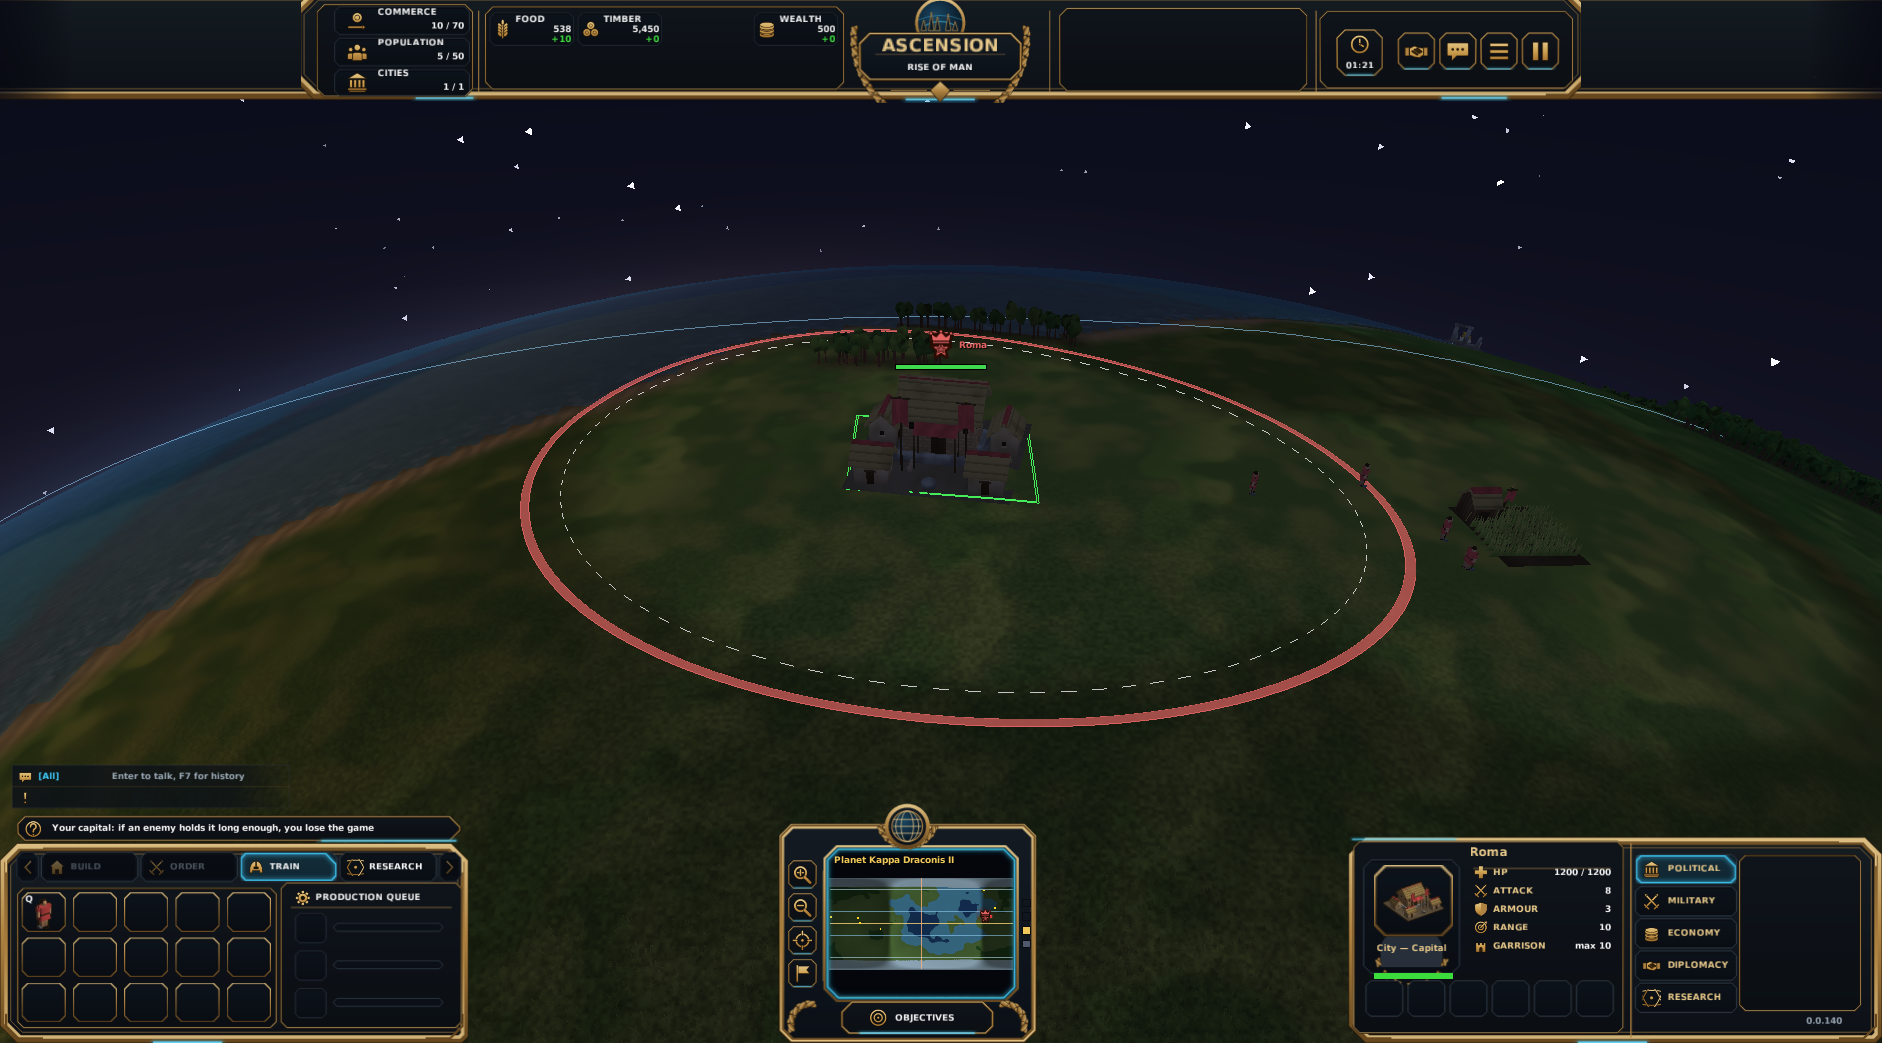 COMMERCE
10 / 70
POPULATION
5 / 50
CITIES
1 / 1
FOOD
538
+10
TIMBER
5,450
+0
WEALTH
500
+0
ASCENSION
RISE OF MAN
01:21
Roma
[All] Enter to talk, F7 for history
!
Your capital: if an enemy holds it long enough, you lose the game
BUILD
ORDER
TRAIN
RESEARCH
Q
PRODUCTION QUEUE
Planet Kappa Draconis II
OBJECTIVES
Roma
HP 1200 / 1200
ATTACK 8
ARMOUR 3
RANGE 10
GARRISON max 10
City — Capital
POLITICAL
MILITARY
ECONOMY
DIPLOMACY
RESEARCH
0.0.140